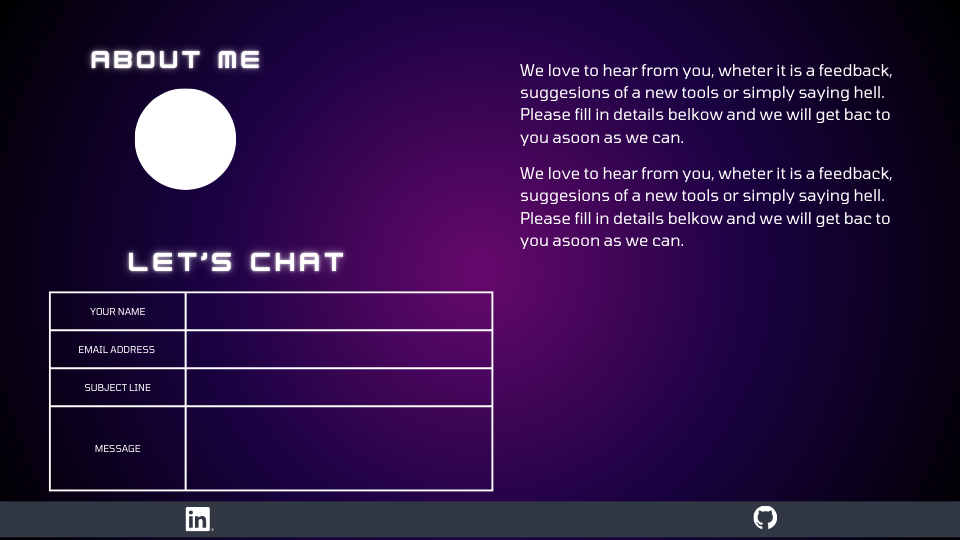 ABOUT ME
We love to hear from you, wheter it is a feedback,
suggesions of a new tools or simply saying hell.
Please fill in details belkow and we will get bac to
you asoon as we can.
We love to hear from you, wheter it is a feedback,
suggesions of a new tools or simply saying hell.
Please fill in details belkow and we will get bac to
you asoon as we can.
LET'S CHAT
YOUR NAME
EMAIL ADDRESS
SUBJECT LINE
MESSAGE
in